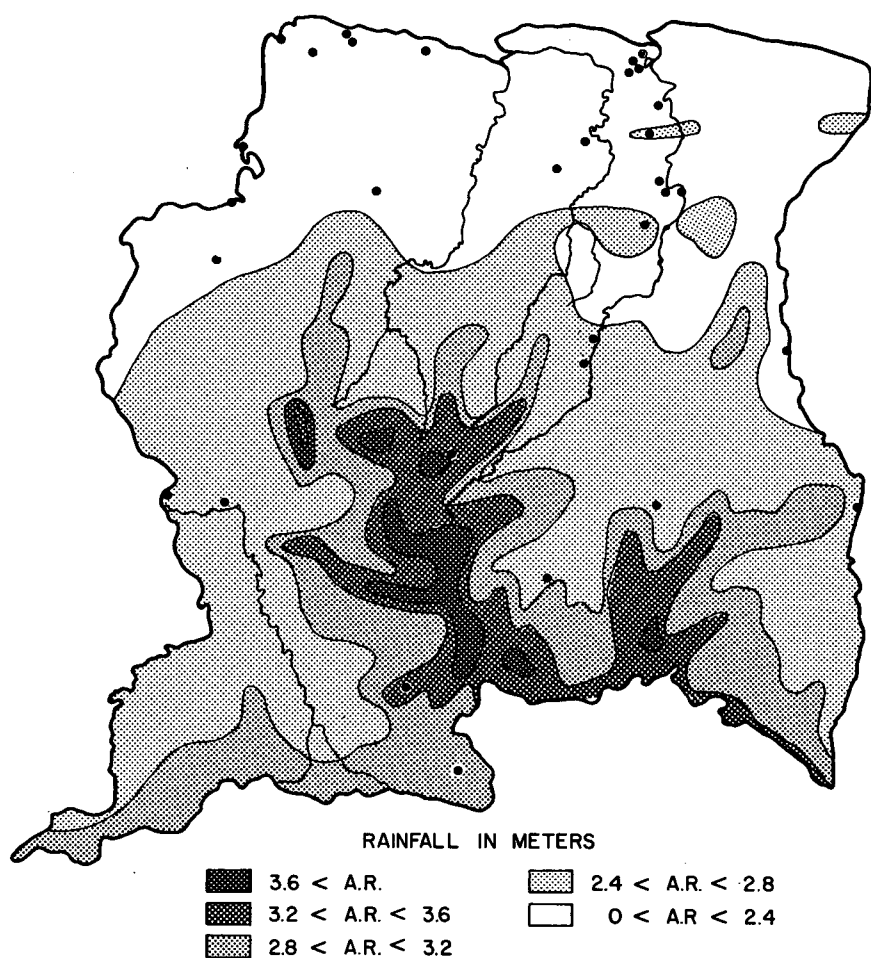 RAINFALL IN METERS
3.6 < A.R.
3.2 < A.R. < 3.6
2.8 < A.R. < 3.2
2.4 < A.R. < 2.8
0 < A.R < 2.4